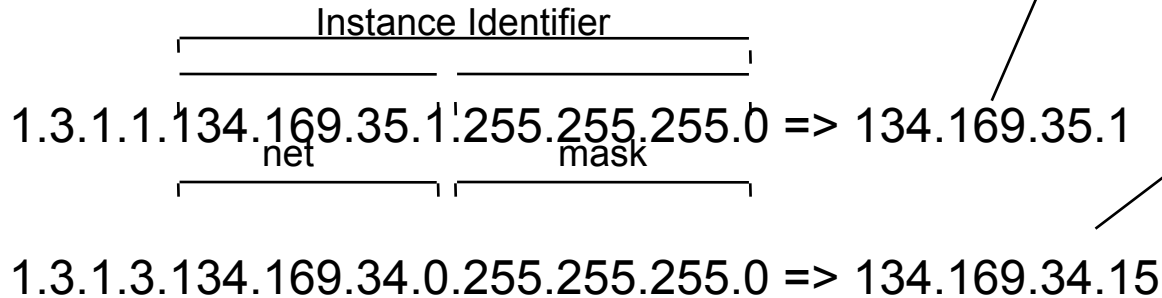 Instance Identifier
1.3.1.1.134.169.35.1.255.255.255.0 => 134.169.35.1
net mask
1.3.1.3.134.169.34.0.255.255.255.0 => 134.169.34.15